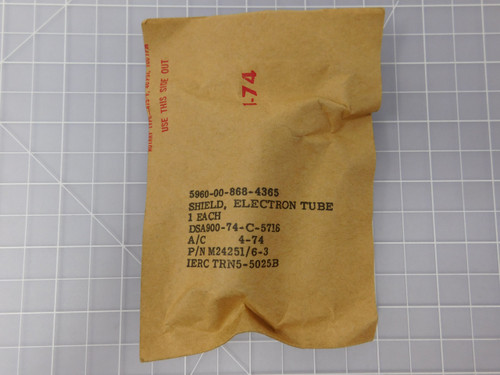 USE THIS SIDE OUT
1-74
5960-00-868-4365
SHIELD, ELECTRON TUBE
1 EACH
DSA900-74-C-5716
A/C 4-74
P/N M24251/6-3
IERC TRN5-5025B